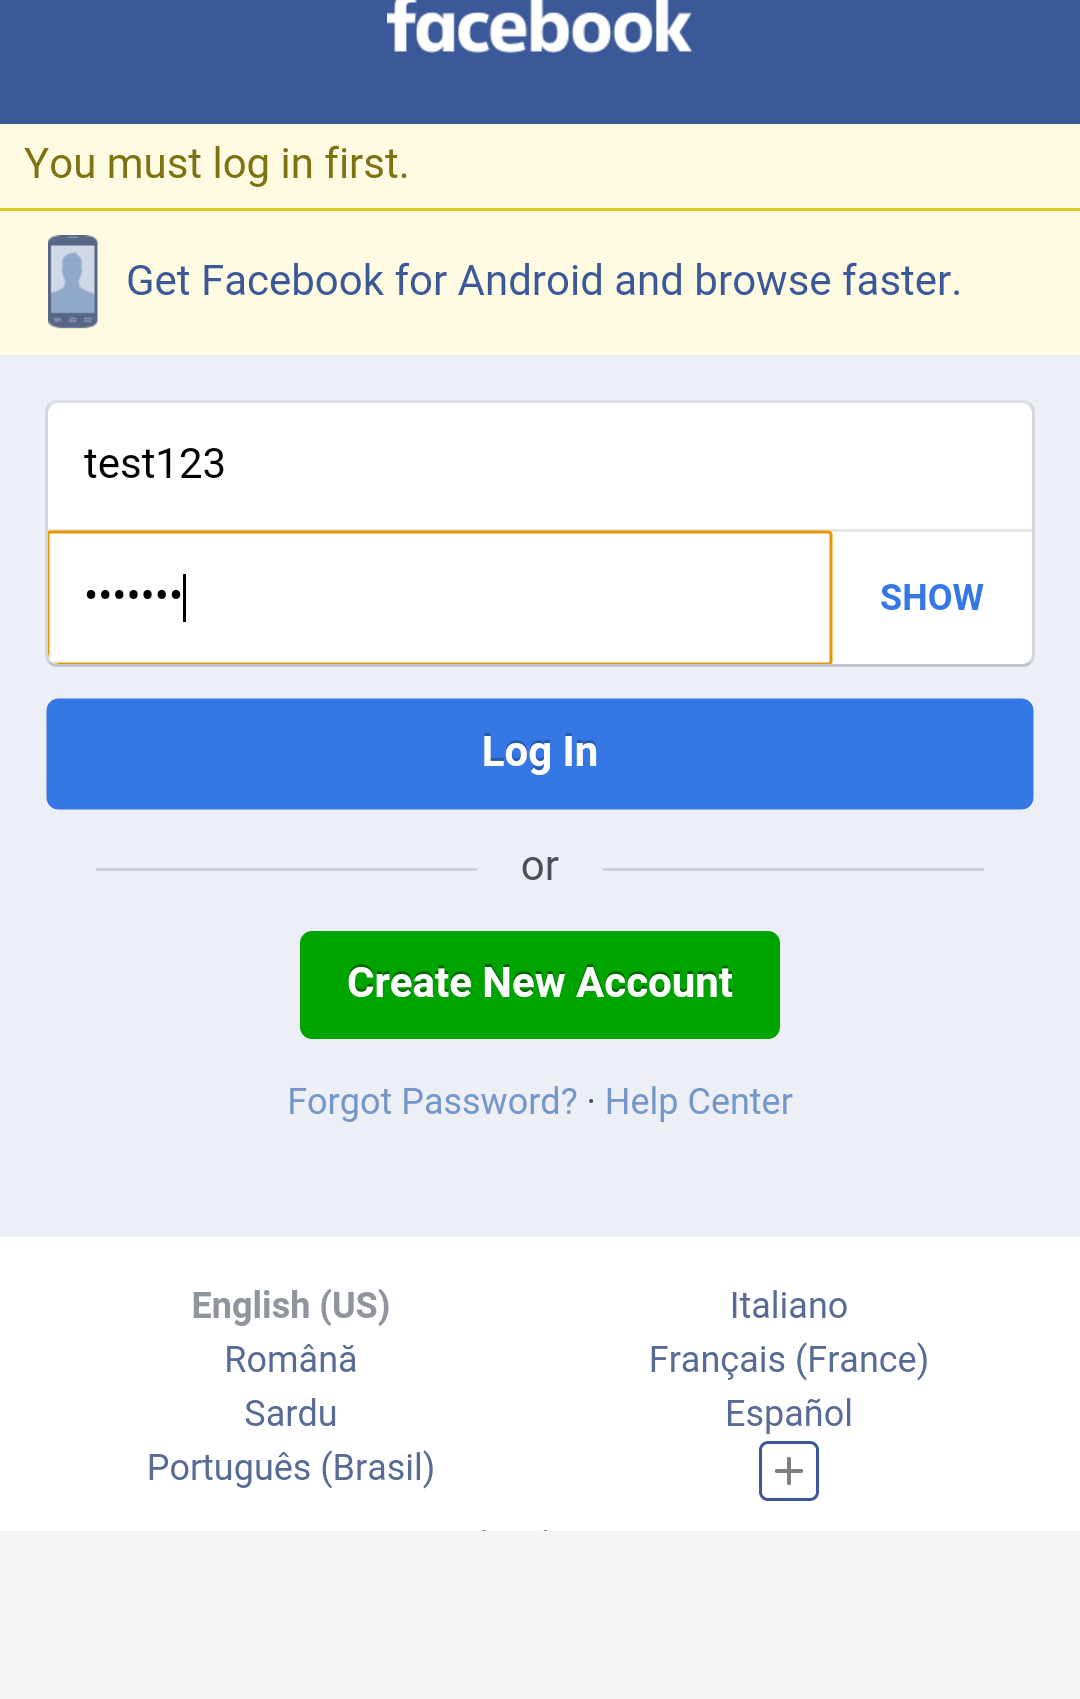 facebook
You must log in first.
Get Facebook for Android and browse faster.
test123
•••••••
SHOW
Log In
or
Create New Account
Forgot Password? · Help Center
English (US)
Italiano
Română
Français (France)
Sardu
Español
Português (Brasil)